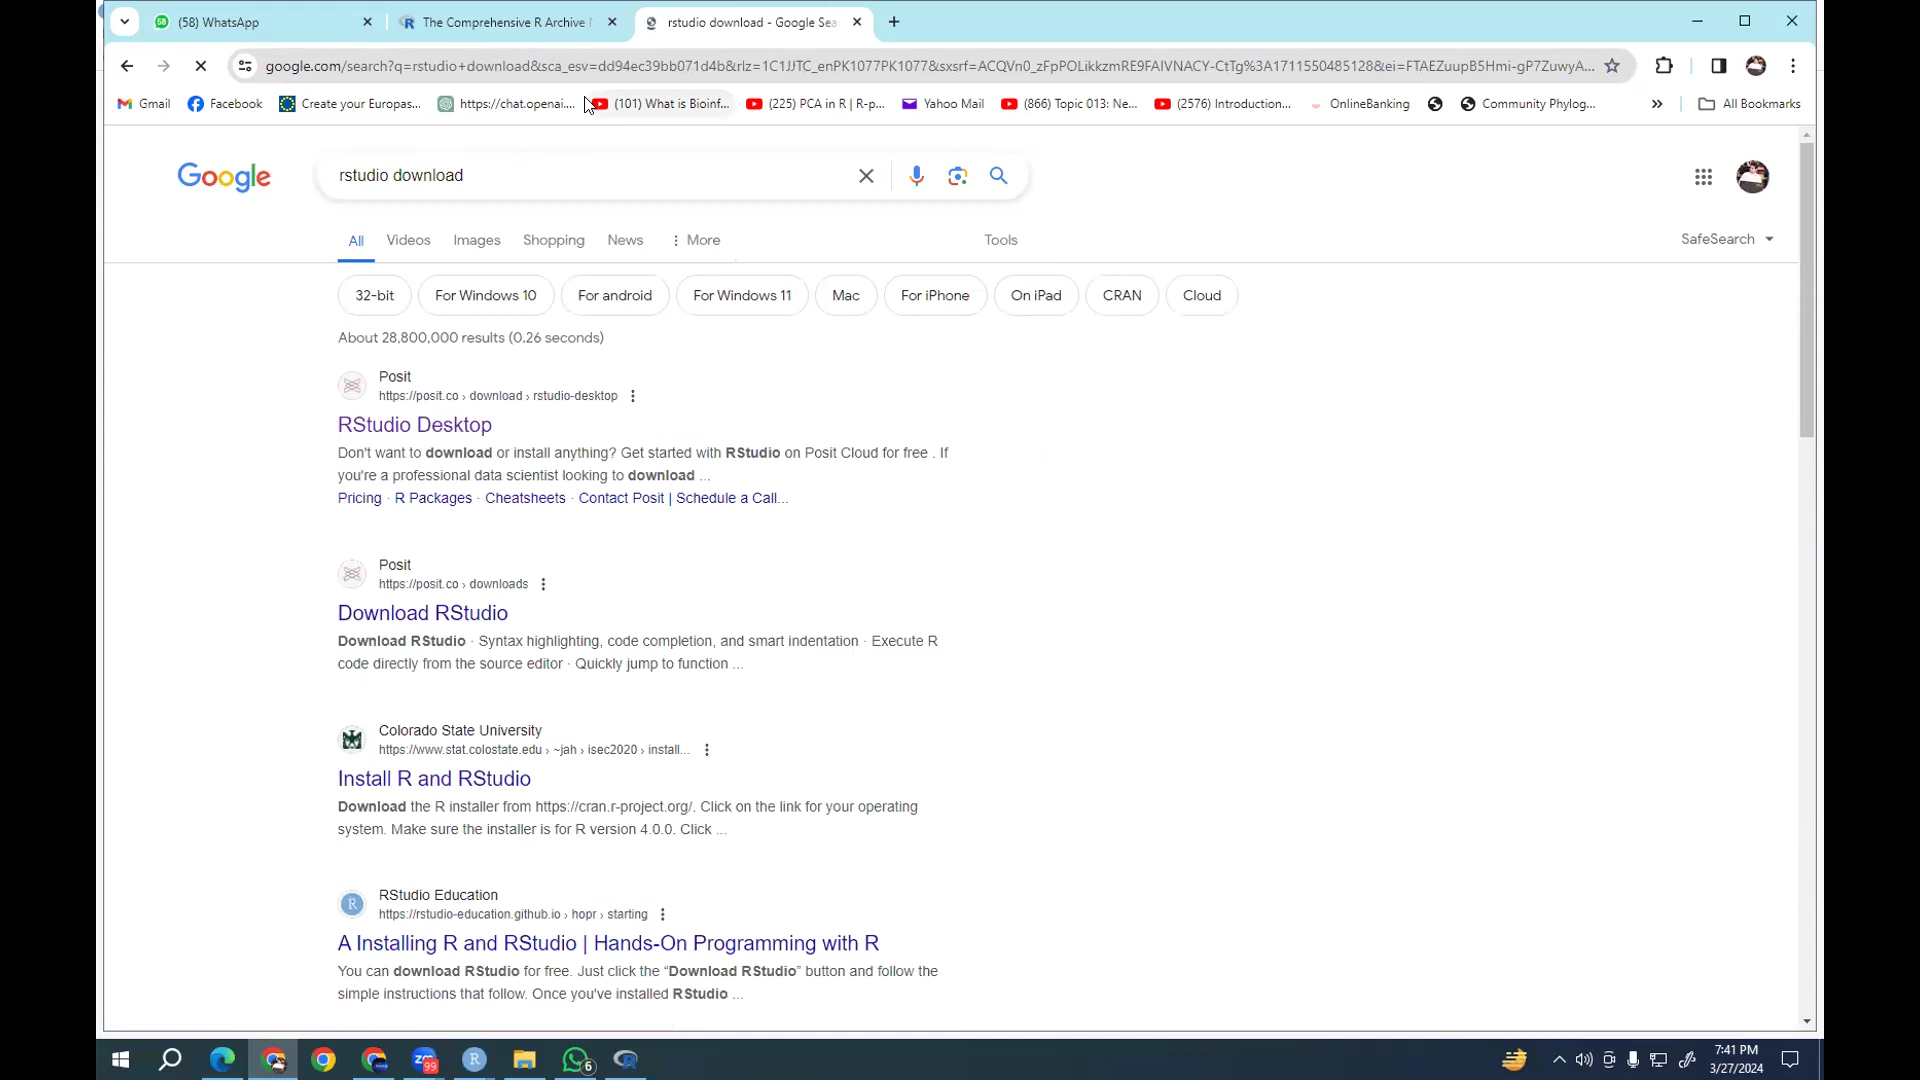 (58) WhatsApp
The Comprehensive R Archive
rstudio download - Google Sea
google.com/search?q=rstudio+download&sca_esv=dd94ec39bb071d4b&rlz=1C1JJTC_enPK1077PK1077&sxsrf=ACQVn0_zFpPOLikkzmRE9FAIVNACY-CtTg%3A1711550485128&ei=FTAEZuupB5Hmi-gP7ZuwyA...
Gmail
Facebook
Create your Europas...
https://chat.openai....
(101) What is Bioinf...
(225) PCA in R | R-p...
Yahoo Mail
(866) Topic 013: Ne...
(2576) Introduction...
OnlineBanking
Community Phylog...
»
All Bookmarks
Google
rstudio download
All
Videos
Images
Shopping
News
More
Tools
SafeSearch
32-bit
For Windows 10
For android
For Windows 11
Mac
For iPhone
On iPad
CRAN
Cloud
About 28,800,000 results (0.26 seconds)
Posit
https://posit.co › download › rstudio-desktop
RStudio Desktop
Don't want to download or install anything? Get started with RStudio on Posit Cloud for free . If
you're a professional data scientist looking to download ...
Pricing · R Packages · Cheatsheets · Contact Posit | Schedule a Call...
Posit
https://posit.co › downloads
Download RStudio
Download RStudio · Syntax highlighting, code completion, and smart indentation · Execute R
code directly from the source editor · Quickly jump to function ...
Colorado State University
https://www.stat.colostate.edu › ~jah › isec2020 › install...
Install R and RStudio
Download the R installer from https://cran.r-project.org/. Click on the link for your operating
system. Make sure the installer is for R version 4.0.0. Click ...
R
RStudio Education
https://rstudio-education.github.io › hopr › starting
A Installing R and RStudio | Hands-On Programming with R
You can download RStudio for free. Just click the “Download RStudio” button and follow the
simple instructions that follow. Once you've installed RStudio ...
zm
99
R
6
R
7:41 PM
3/27/2024